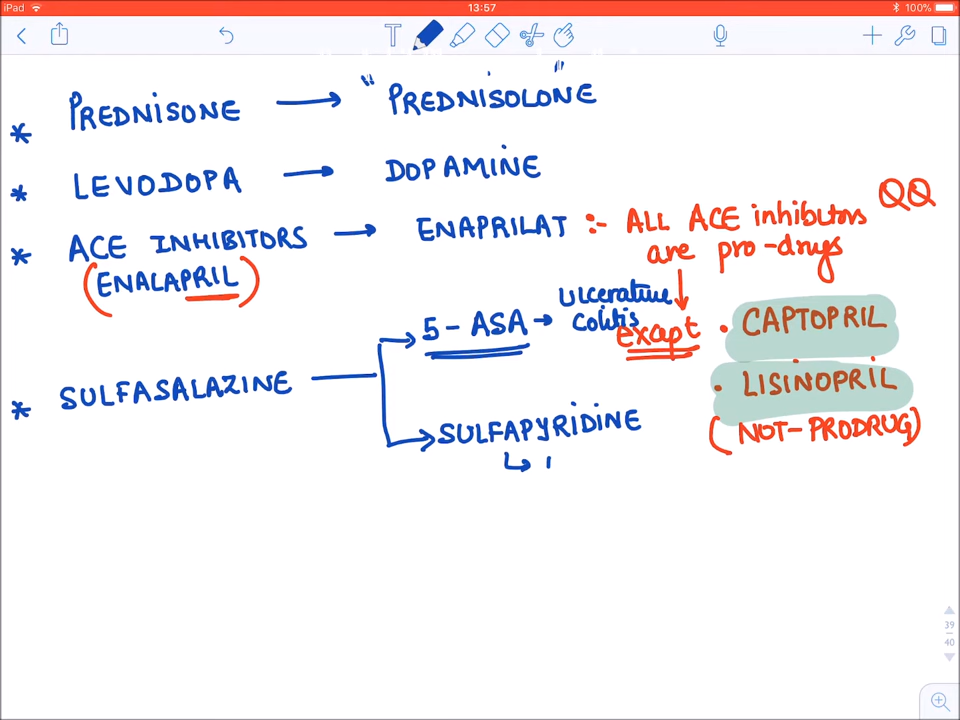 iPad 13:57 100%
* PREDNISONE → "PREDNISOLONE"
* LEVODOPA → DOPAMINE
* ACE INHIBITORS → ENAPRILAT :- ALL ACE inhibitors QQ
(ENALAPRIL) are pro-drugs
↓
exapt • CAPTOPRIL
• LISINOPRIL
(NOT-PRODRUG)
* SULFASALAZINE → 5-ASA → Ulcerative
Colitis
→ SULFAPYRIDINE
↳ I
39
40